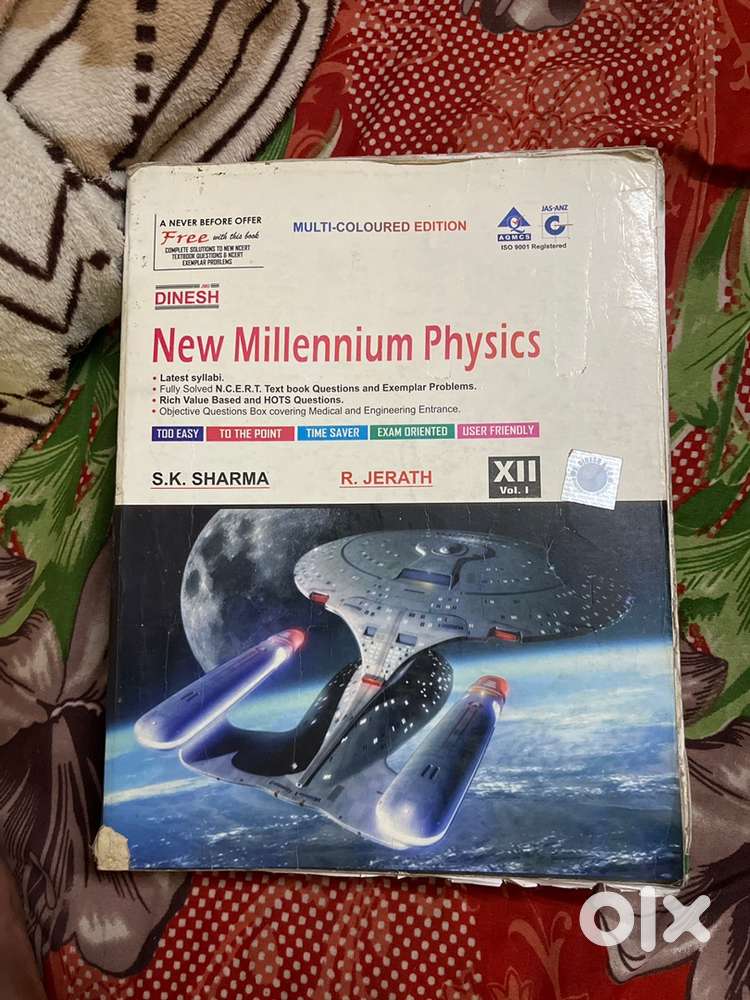 A NEVER BEFORE OFFER
Free with this book
COMPLETE SOLUTIONS TO NEW NCERT
TEXTBOOK QUESTIONS & NCERT
EXEMPLAR PROBLEMS
MULTI-COLOURED EDITION
JAS-ANZ
AQMCS
ISO 9001 Registered
DINESH
New Millennium Physics
• Latest syllabi.
• Fully Solved N.C.E.R.T. Text book Questions and Exemplar Problems.
• Rich Value Based and HOTS Questions.
• Objective Questions Box covering Medical and Engineering Entrance.
TOO EASY TO THE POINT TIME SAVER EXAM ORIENTED USER FRIENDLY
S.K. SHARMA R. JERATH XII
Vol. I
DINESH
olx